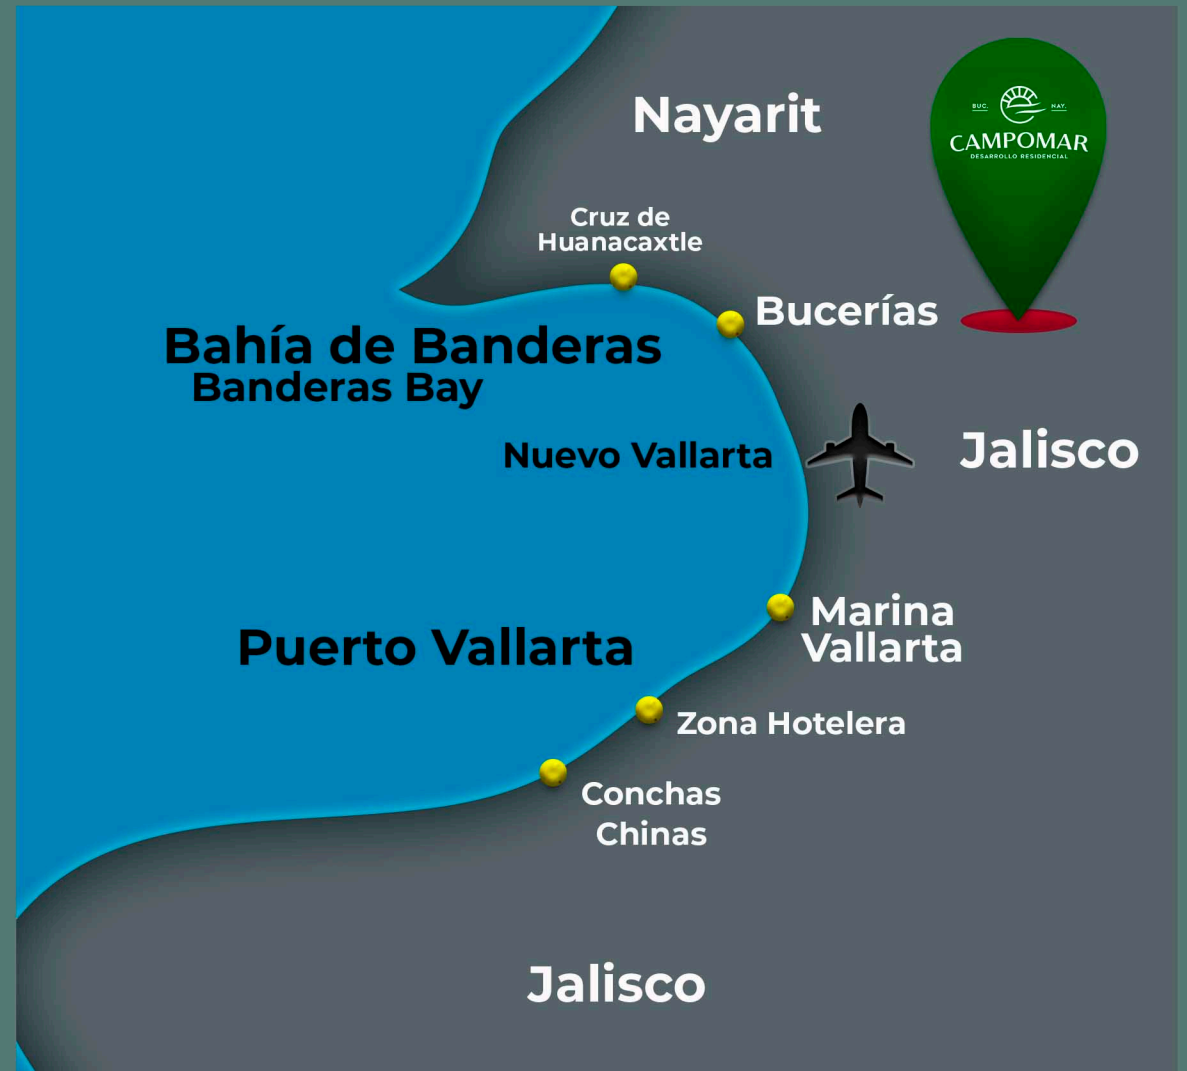 Nayarit
BUC. NAY.
CAMPOMAR
DESARROLLO RESIDENCIAL
Cruz de
Huanacaxtle
Bucerías
Bahía de Banderas
Banderas Bay
Nuevo Vallarta
Jalisco
Marina
Vallarta
Puerto Vallarta
Zona Hotelera
Conchas
Chinas
Jalisco